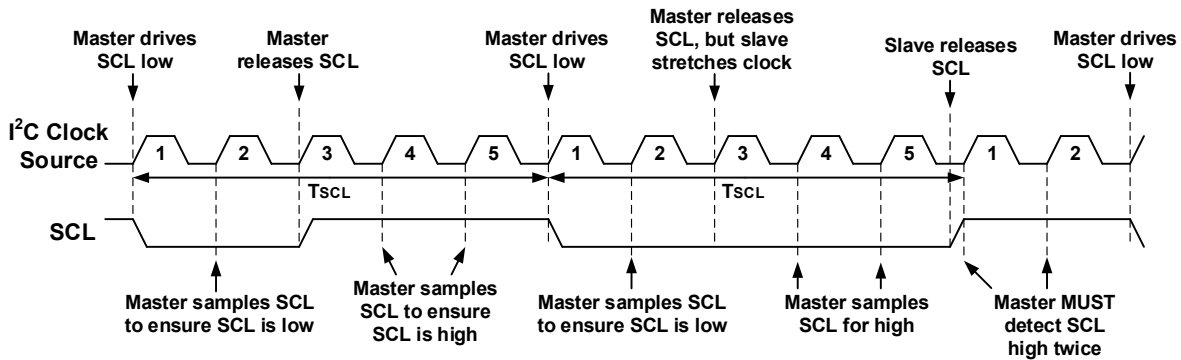 Master drives
SCL low
Master
releases SCL
Master drives
SCL low
Master releases
SCL, but slave
stretches clock
Slave releases
SCL
Master drives
SCL low
I²C Clock
Source
1 2 3 4 5 1 2 3 4 5 1 2
TSCL TSCL
SCL
Master samples SCL
to ensure SCL is low
Master samples
SCL to ensure
SCL is high
Master samples SCL
to ensure SCL is low
Master samples
SCL for high
Master MUST
detect SCL
high twice